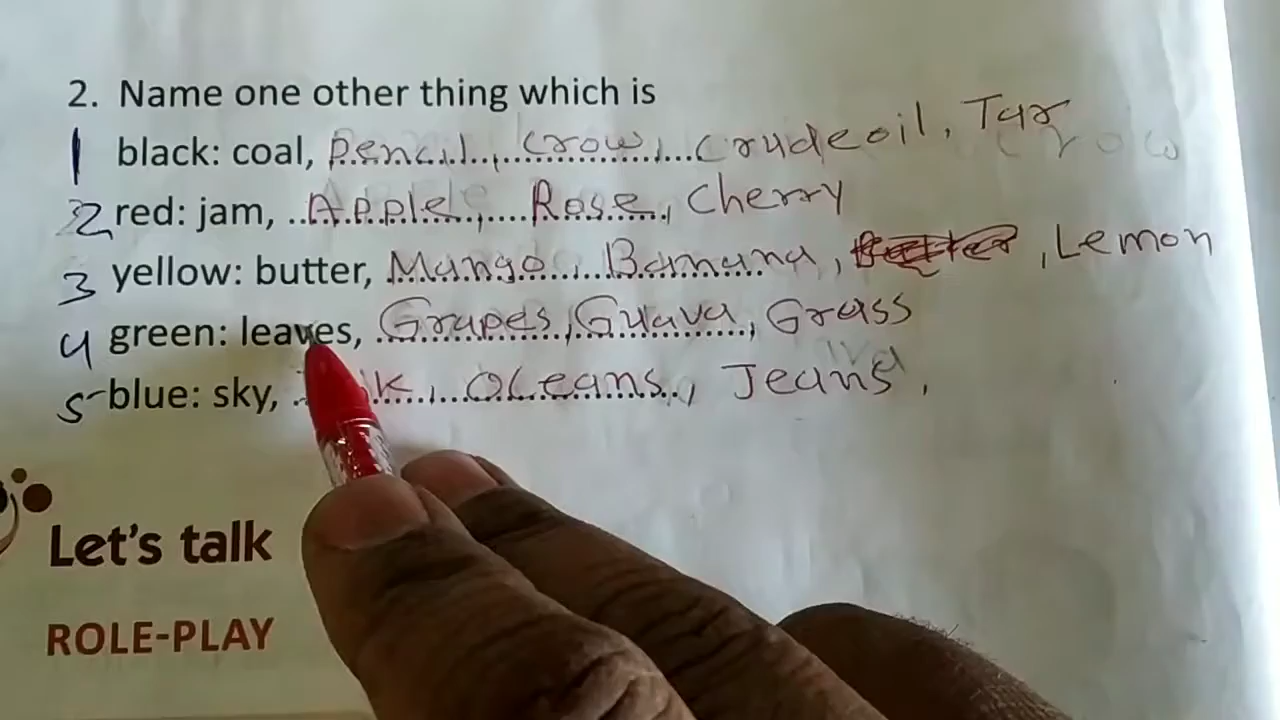 2. Name one other thing which is
1 black: coal, Pencil, crow, Crude oil, Tar
2 red: jam, Apple, Rose, Cherry
3 yellow: butter, Mango, Banana, , Lemon
4 green: leaves, Grapes, Guava, Grass
5 blue: sky, OCeans, Jeans,
Let's talk
ROLE-PLAY